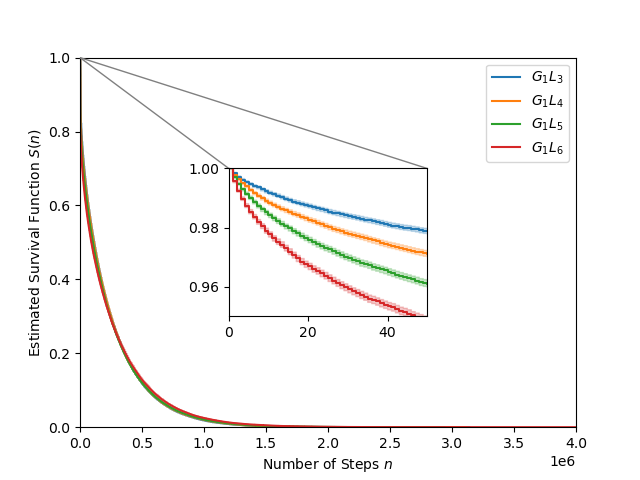 1.0
0.8
0.6
0.4
0.2
0.0
Estimated Survival Function S(n)
G₁L₃
G₁L₄
G₁L₅
G₁L₆
1.00
0.98
0.96
0 20 40
0.0 0.5 1.0 1.5 2.0 2.5 3.0 3.5 4.0
1e6
Number of Steps n